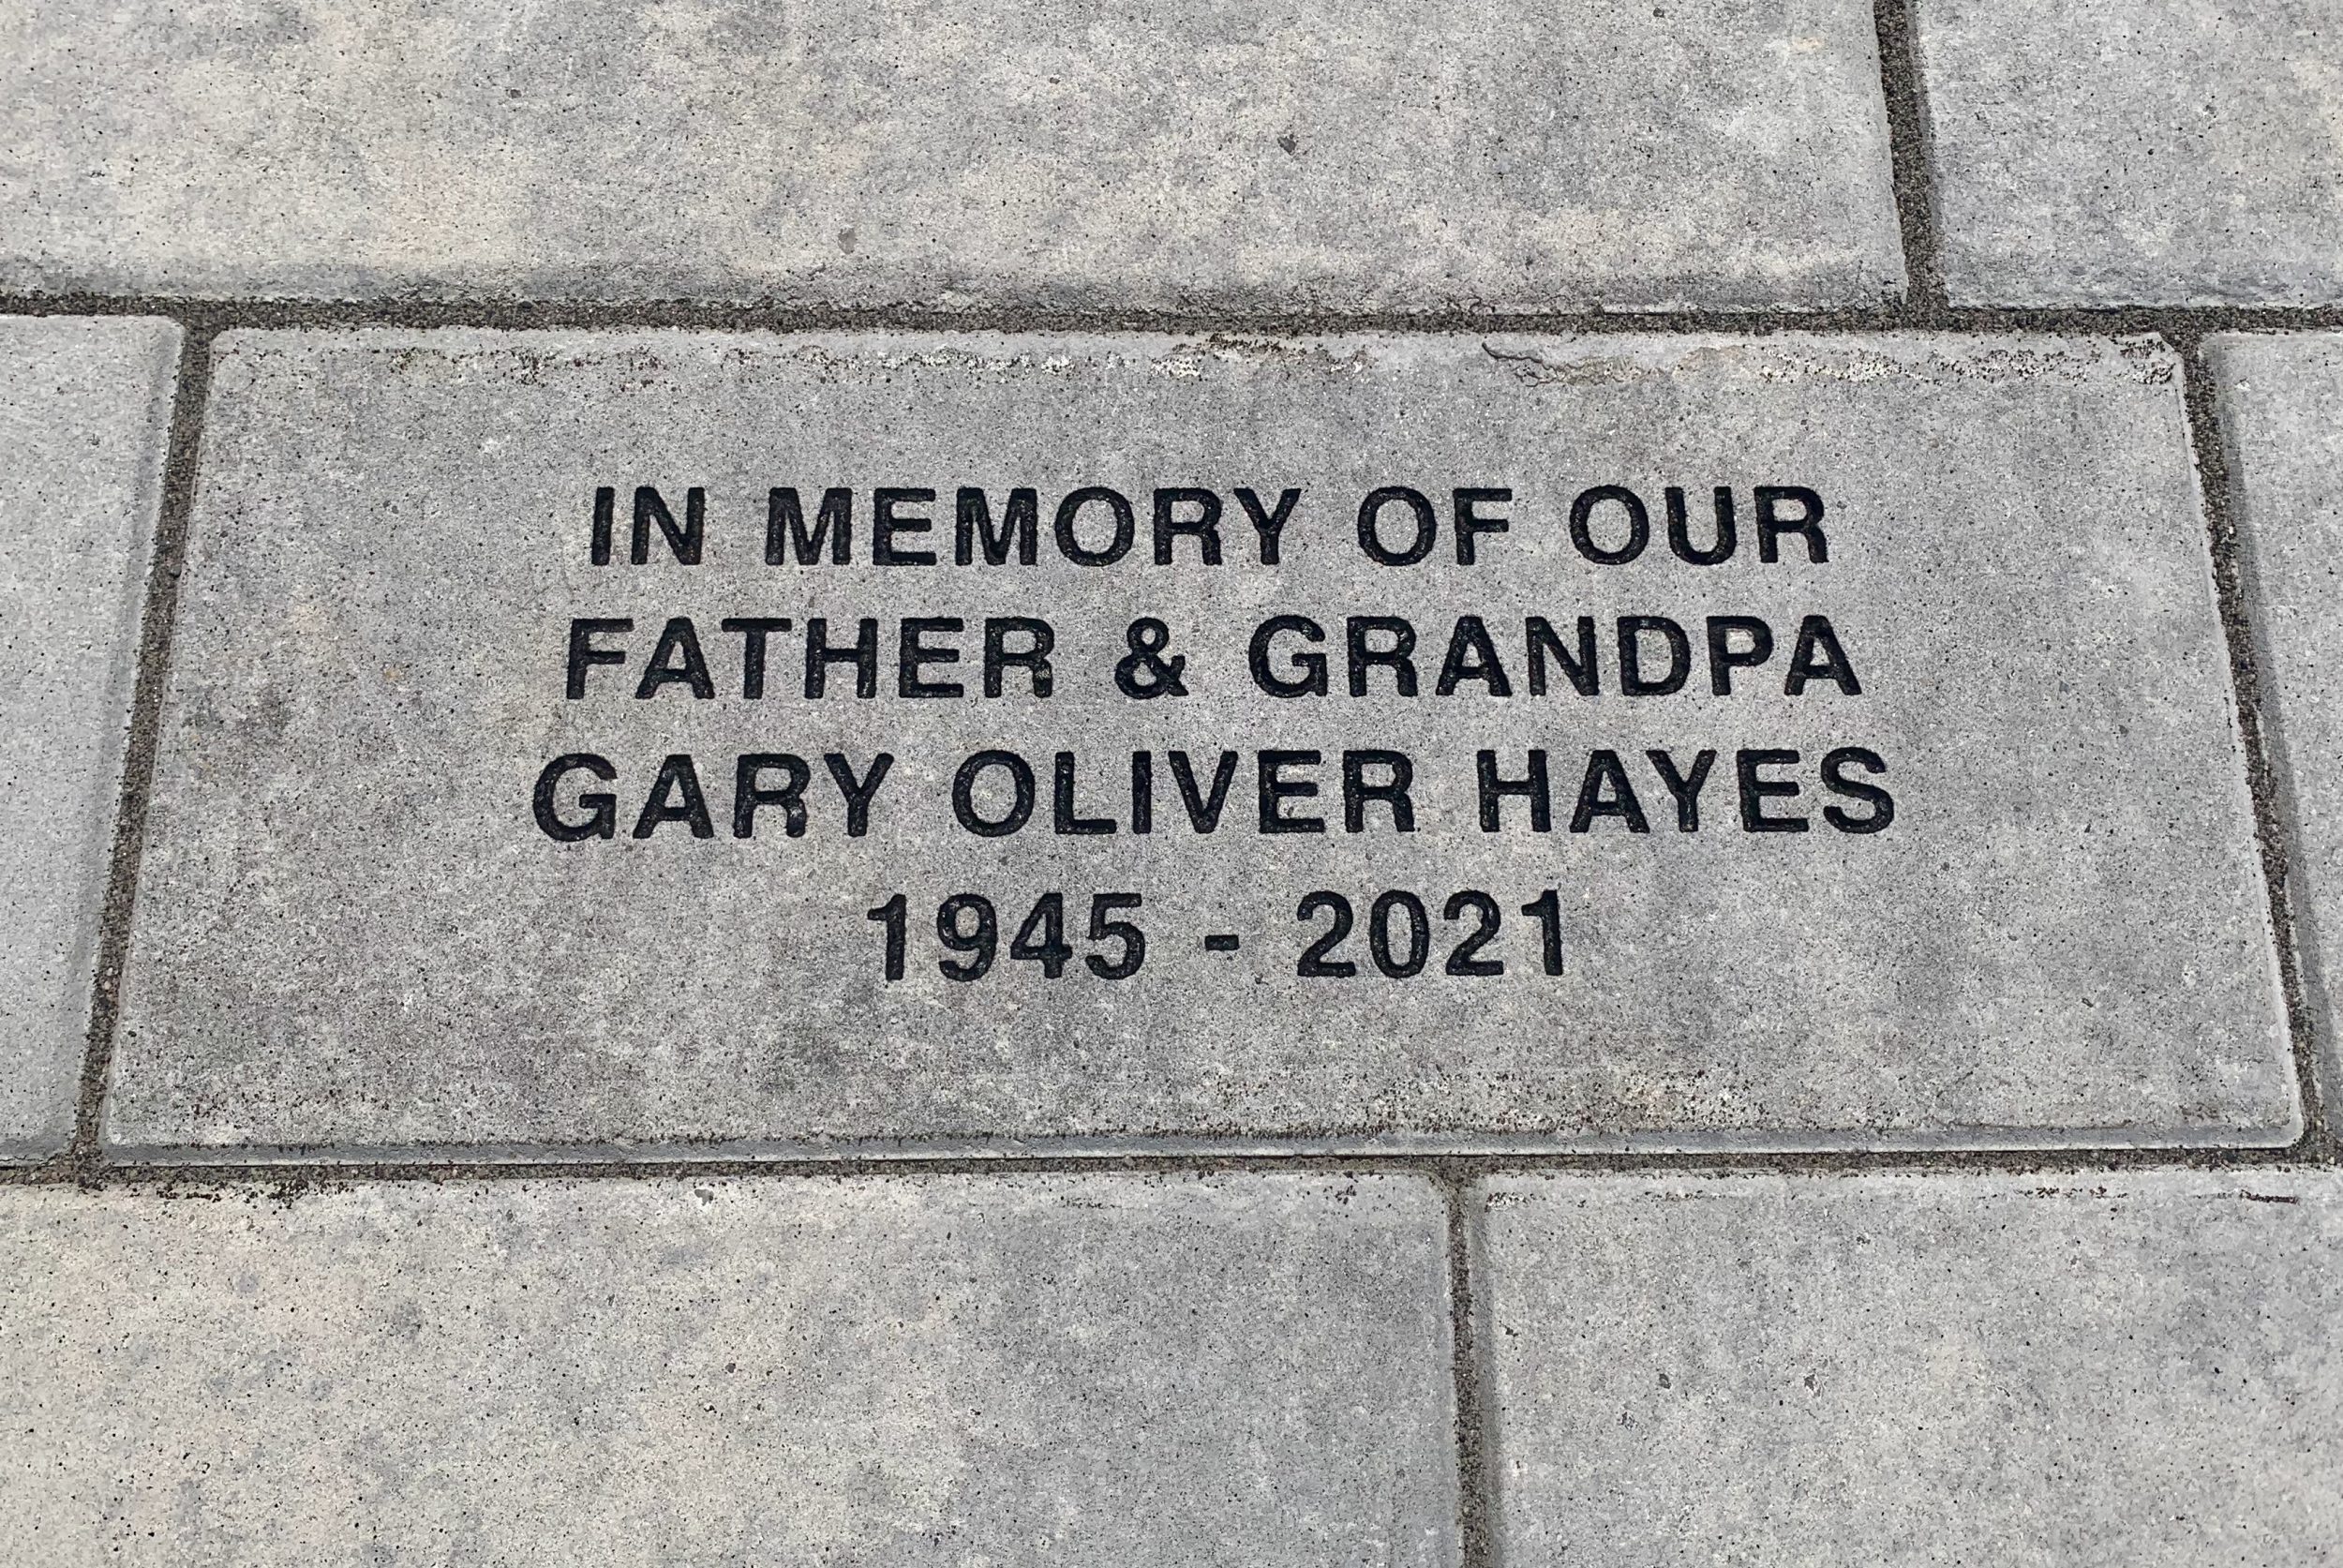 IN MEMORY OF OUR
FATHER & GRANDPA
GARY OLIVER HAYES
1945 - 2021